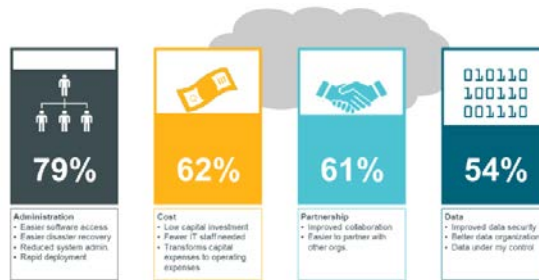 010110
100110
001110
79%
62%
61%
54%
Administration
• Easier software access
• Easier disaster recovery
• Reduced system admin.
• Rapid deployment
Cost
• Low capital investment
• Fewer IT staff needed
• Transforms capital
expenses to operating
expenses
Partnership
• Improved collaboration
• Easier to partner with
other orgs.
Data
• Improved data security
• Better data organization
• Data under my control